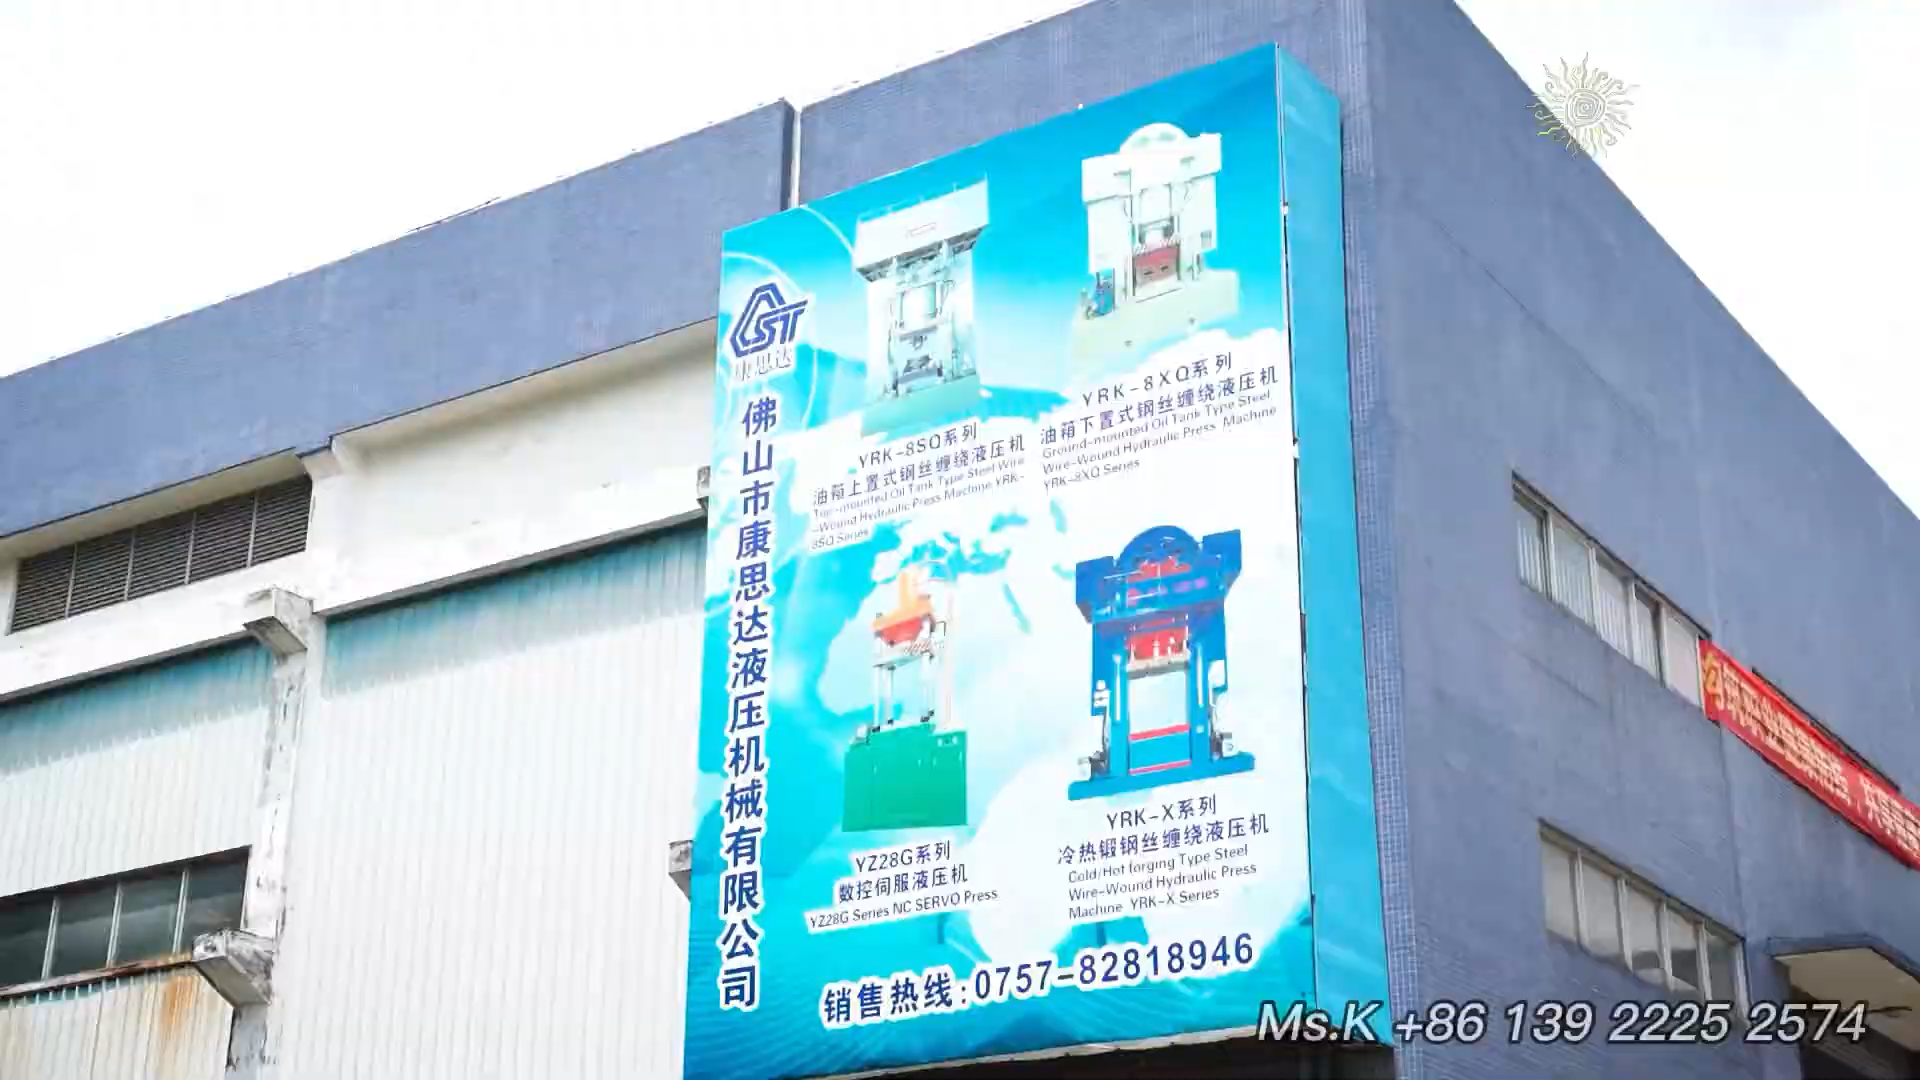 GST
康思达
佛山市康思达液压机械有限公司
YRK-8SQ系列
油箱上置式钢丝缠绕液压机
Top-mounted Oil Tank Type Steel Wire
-Wound Hydraulic Press Machine YRK-
8SQ Series
YRK-8XQ系列
油箱下置式钢丝缠绕液压机
Ground-mounted Oil Tank Type Steel
Wire-Wound Hydraulic Press Machine
YRK-8XQ Series
YZ28G系列
数控伺服液压机
YZ28G Series NC SERVO Press
YRK-X系列
冷热锻钢丝缠绕液压机
Cold/Hot forging Type Steel
Wire-Wound Hydraulic Press
Machine YRK-X Series
销售热线:0757-82818946
Ms.K +86 139 2225 2574